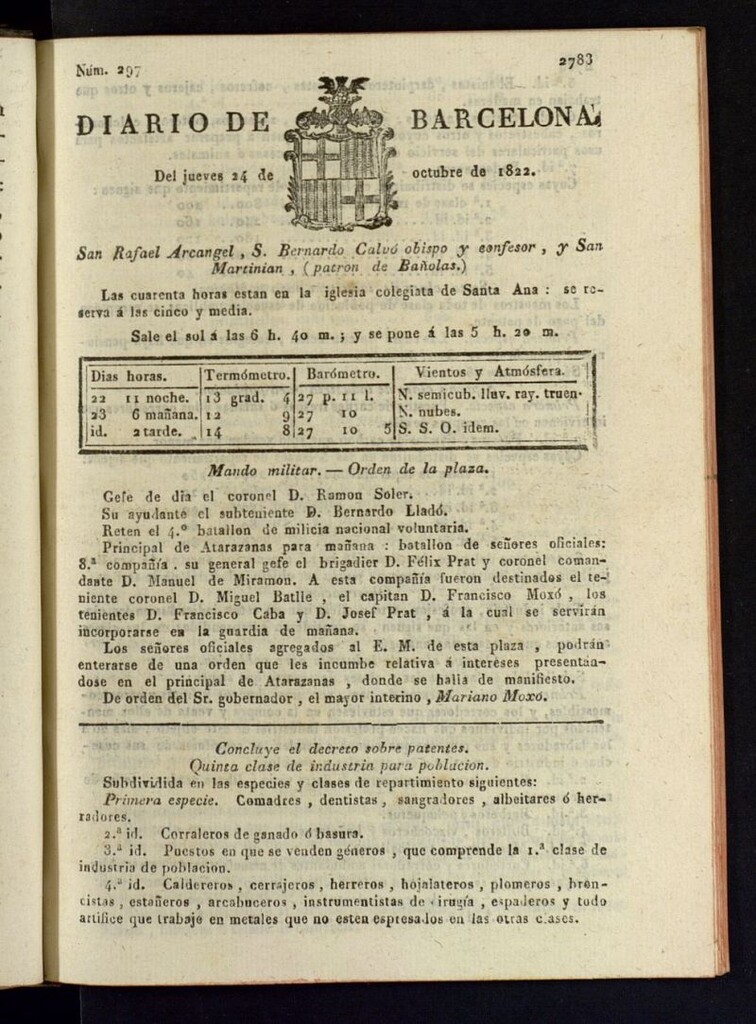 Núm. 297
2783
DIARIO DE BARCELONA,
Del jueves 24 de octubre de 1822.
San Rafael Arcangel , S. Bernardo Calvó obispo y confesor , y San
Martinian , (patron de Bañolas.)
Las cuarenta horas estan en la iglesia colegiata de Santa Ana : se re-
serva á las cinco y media.
Sale el sol á las 6 h. 40 m. ; y se pone á las 5 h. 20 m.
Dias horas. Termómetro. Barómetro. Vientos y Atmósfera.
22 11 noche. 13 grad. 4 27 p. 11 l. N. semicub. lluv. ray. truen.
23 6 mañana. 12 9 27 10 N. nubes.
id. 2 tarde. 14 8 27 10 5 S. S. O. idem.
Mando militar. — Orden de la plaza.
Gefe de dia el coronel D. Ramon Soler.
Su ayudante el subteniente D. Bernardo Lladó.
Reten el 4.º batallon de milicia nacional voluntaria.
Principal de Atarazanas para mañana : batallon de señores oficiales:
8.ª compañía . su general gefe el brigadier D. Félix Prat y coronel coman-
dante D. Manuel de Miramon. A esta compañía fueron destinados el te-
niente coronel D. Miguel Batlle , el capitan D. Francisco Moxó , los
tenientes D. Francisco Caba y D. Josef Prat , á la cual se servirán
incorporarse en la guardia de mañana.
Los señores oficiales agregados al E. M. de esta plaza , podrán
enterarse de una orden que les incumbe relativa á intereses presentán-
dose en el principal de Atarazanas , donde se halla de manifiesto.
De orden del Sr. gobernador , el mayor interino , Mariano Moxó.
Concluye el decreto sobre patentes.
Quinta clase de industria para poblacion.
Subdividida en las especies y clases de repartimiento siguientes:
Primera especie. Comadres , dentistas , sangradores , albeitares ó her-
radores.
2.ª id. Corraleros de ganado ó basura.
3.ª id. Puestos en que se venden géneros , que comprende la 1.ª clase de
industria de poblacion.
4.ª id. Caldereros , cerrajeros , herreros , hojalateros , plomeros , bron-
cistas , estañeros , arcabuceros , instrumentistas de cirugía , espaderos y todo
artífice que trabaje en metales que no esten espresados en las otras clases.